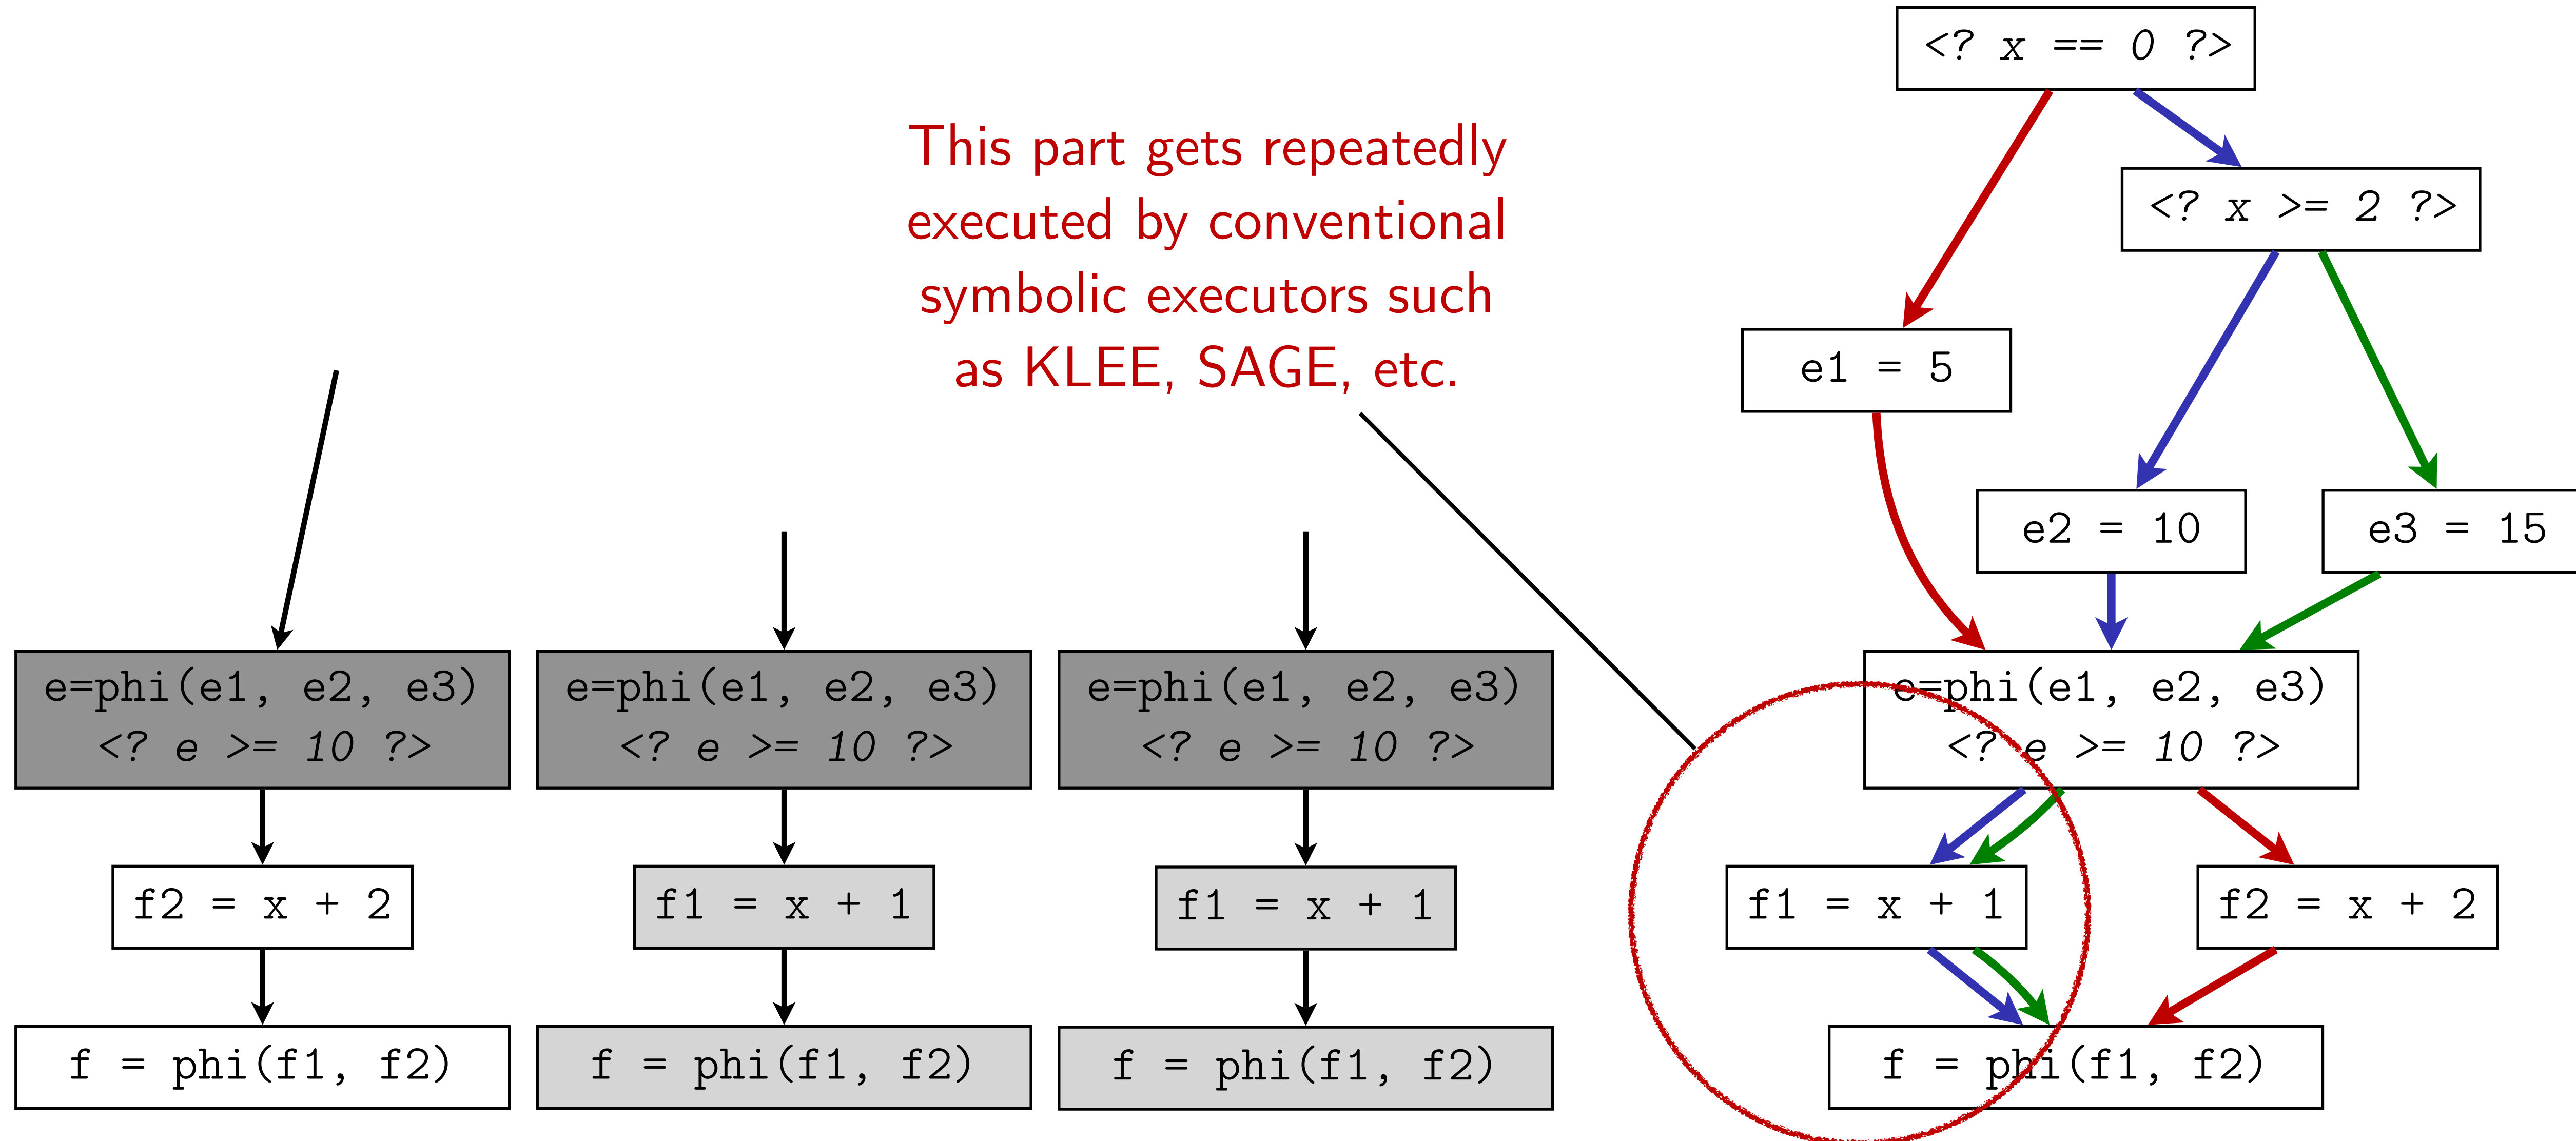 This part gets repeatedly
executed by conventional
symbolic executors such
as KLEE, SAGE, etc.
e=phi(e1, e2, e3)
<? e >= 10 ?>
f2 = x + 2
f = phi(f1, f2)
e=phi(e1, e2, e3)
<? e >= 10 ?>
f1 = x + 1
f = phi(f1, f2)
e=phi(e1, e2, e3)
<? e >= 10 ?>
f1 = x + 1
f = phi(f1, f2)
<? x == 0 ?>
<? x >= 2 ?>
e1 = 5
e2 = 10
e3 = 15
e=phi(e1, e2, e3)
<? e >= 10 ?>
f1 = x + 1
f2 = x + 2
f = phi(f1, f2)